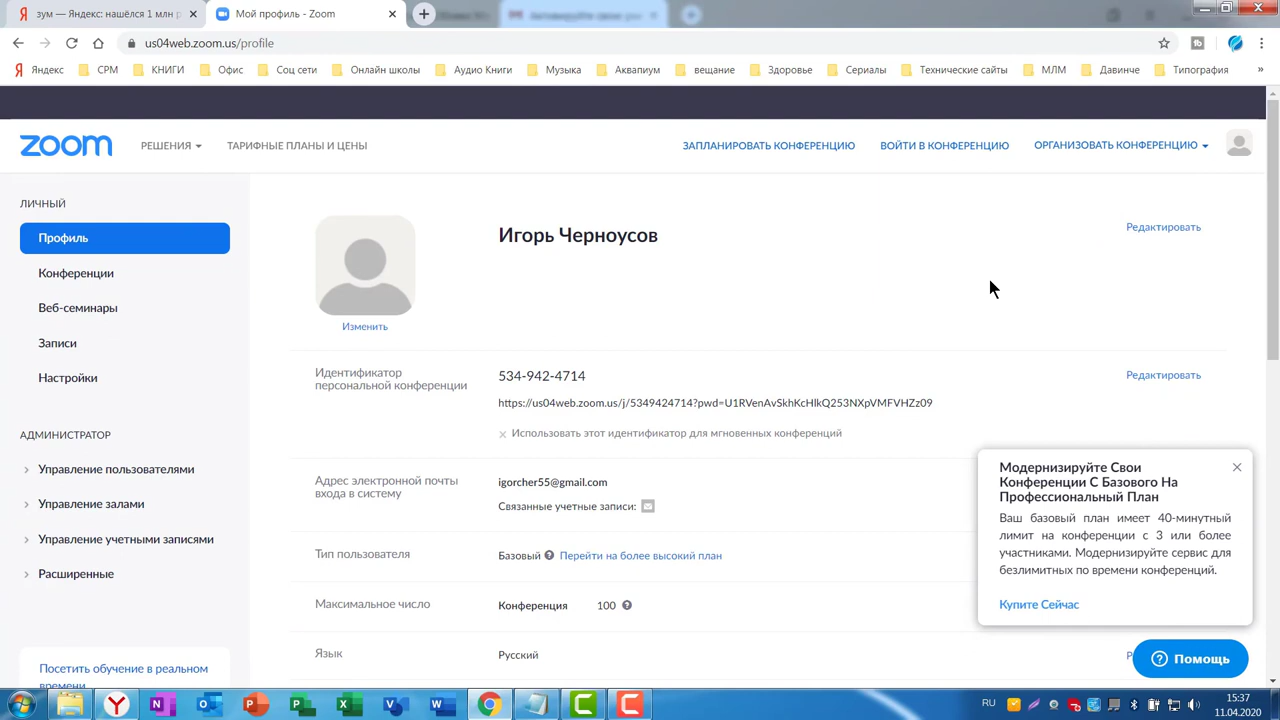 зум — Яндекс: нашёлся 1 млн р
Мой профиль - Zoom
us04web.zoom.us/profile
Яндекс
СРМ
КНИГИ
Офис
Соц сети
Онлайн школы
Аудио Книги
Музыка
Аквапиум
вещание
Здоровье
Сериалы
Технические сайты
МЛМ
Давинче
Типография
»
zoom
РЕШЕНИЯ
ТАРИФНЫЕ ПЛАНЫ И ЦЕНЫ
ЗАПЛАНИРОВАТЬ КОНФЕРЕНЦИЮ
ВОЙТИ В КОНФЕРЕНЦИЮ
ОРГАНИЗОВАТЬ КОНФЕРЕНЦИЮ
ЛИЧНЫЙ
Профиль
Конференции
Веб-семинары
Записи
Настройки
АДМИНИСТРАТОР
Управление пользователями
Управление залами
Управление учетными записями
Расширенные
Посетить обучение в реальном
времени
Игорь Черноусов
Редактировать
Изменить
Идентификатор
персональной конференции
534-942-4714
Редактировать
https://us04web.zoom.us/j/5349424714?pwd=U1RVenAvSkhKcHlkQ253NXpVMFVHZz09
Использовать этот идентификатор для мгновенных конференций
Адрес электронной почты
входа в систему
igorcher55@gmail.com
Связанные учетные записи:
Тип пользователя
Базовый
Перейти на более высокий план
Максимальное число
Конференция 100
Язык
Русский
Модернизируйте Свои
Конференции С Базового На
Профессиональный План
Ваш базовый план имеет 40-минутный
лимит на конференции с 3 или более
участниками. Модернизируйте сервис для
безлимитных по времени конференций.
Купите Сейчас
Помощь
RU
15:37
11.04.2020